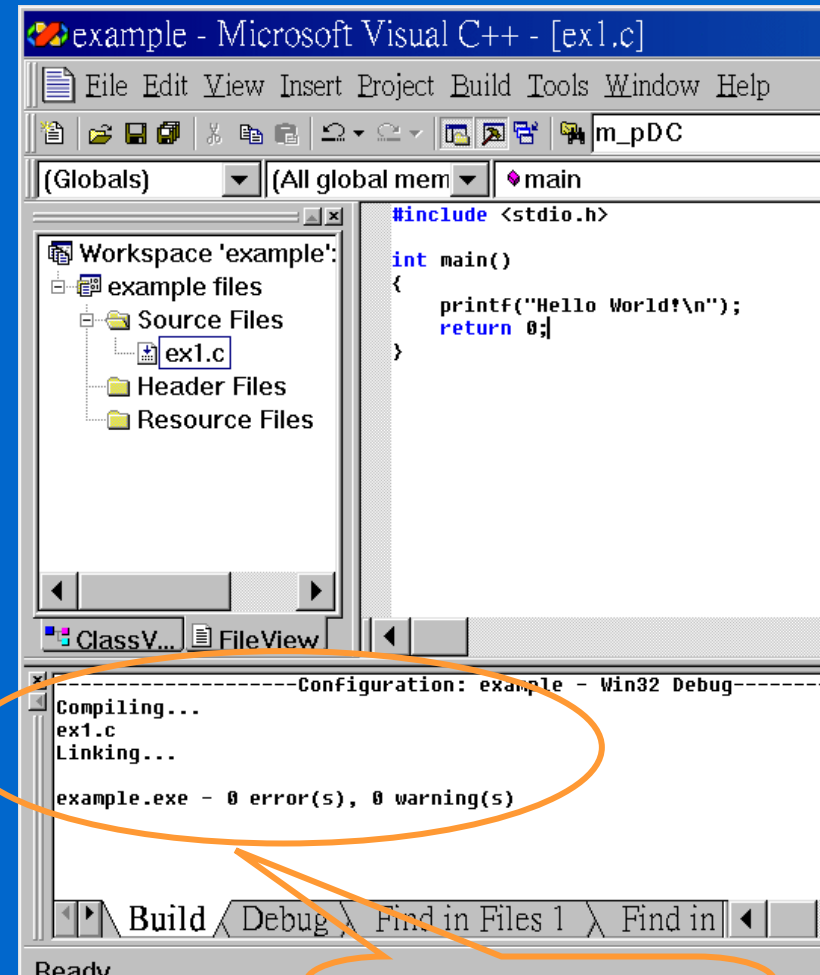 example - Microsoft Visual C++ - [ex1.c]
File Edit View Insert Project Build Tools Window Help
m_pDC
(Globals) (All global mem main
Workspace 'example':
example files
Source Files
ex1.c
Header Files
Resource Files
ClassV... FileView
#include <stdio.h>
int main()
{
printf("Hello World!\n");
return 0;
}
--------------------Configuration: example - Win32 Debug-------
Compiling...
ex1.c
Linking...
example.exe - 0 error(s), 0 warning(s)
Build Debug Find in Files 1 Find in
Ready